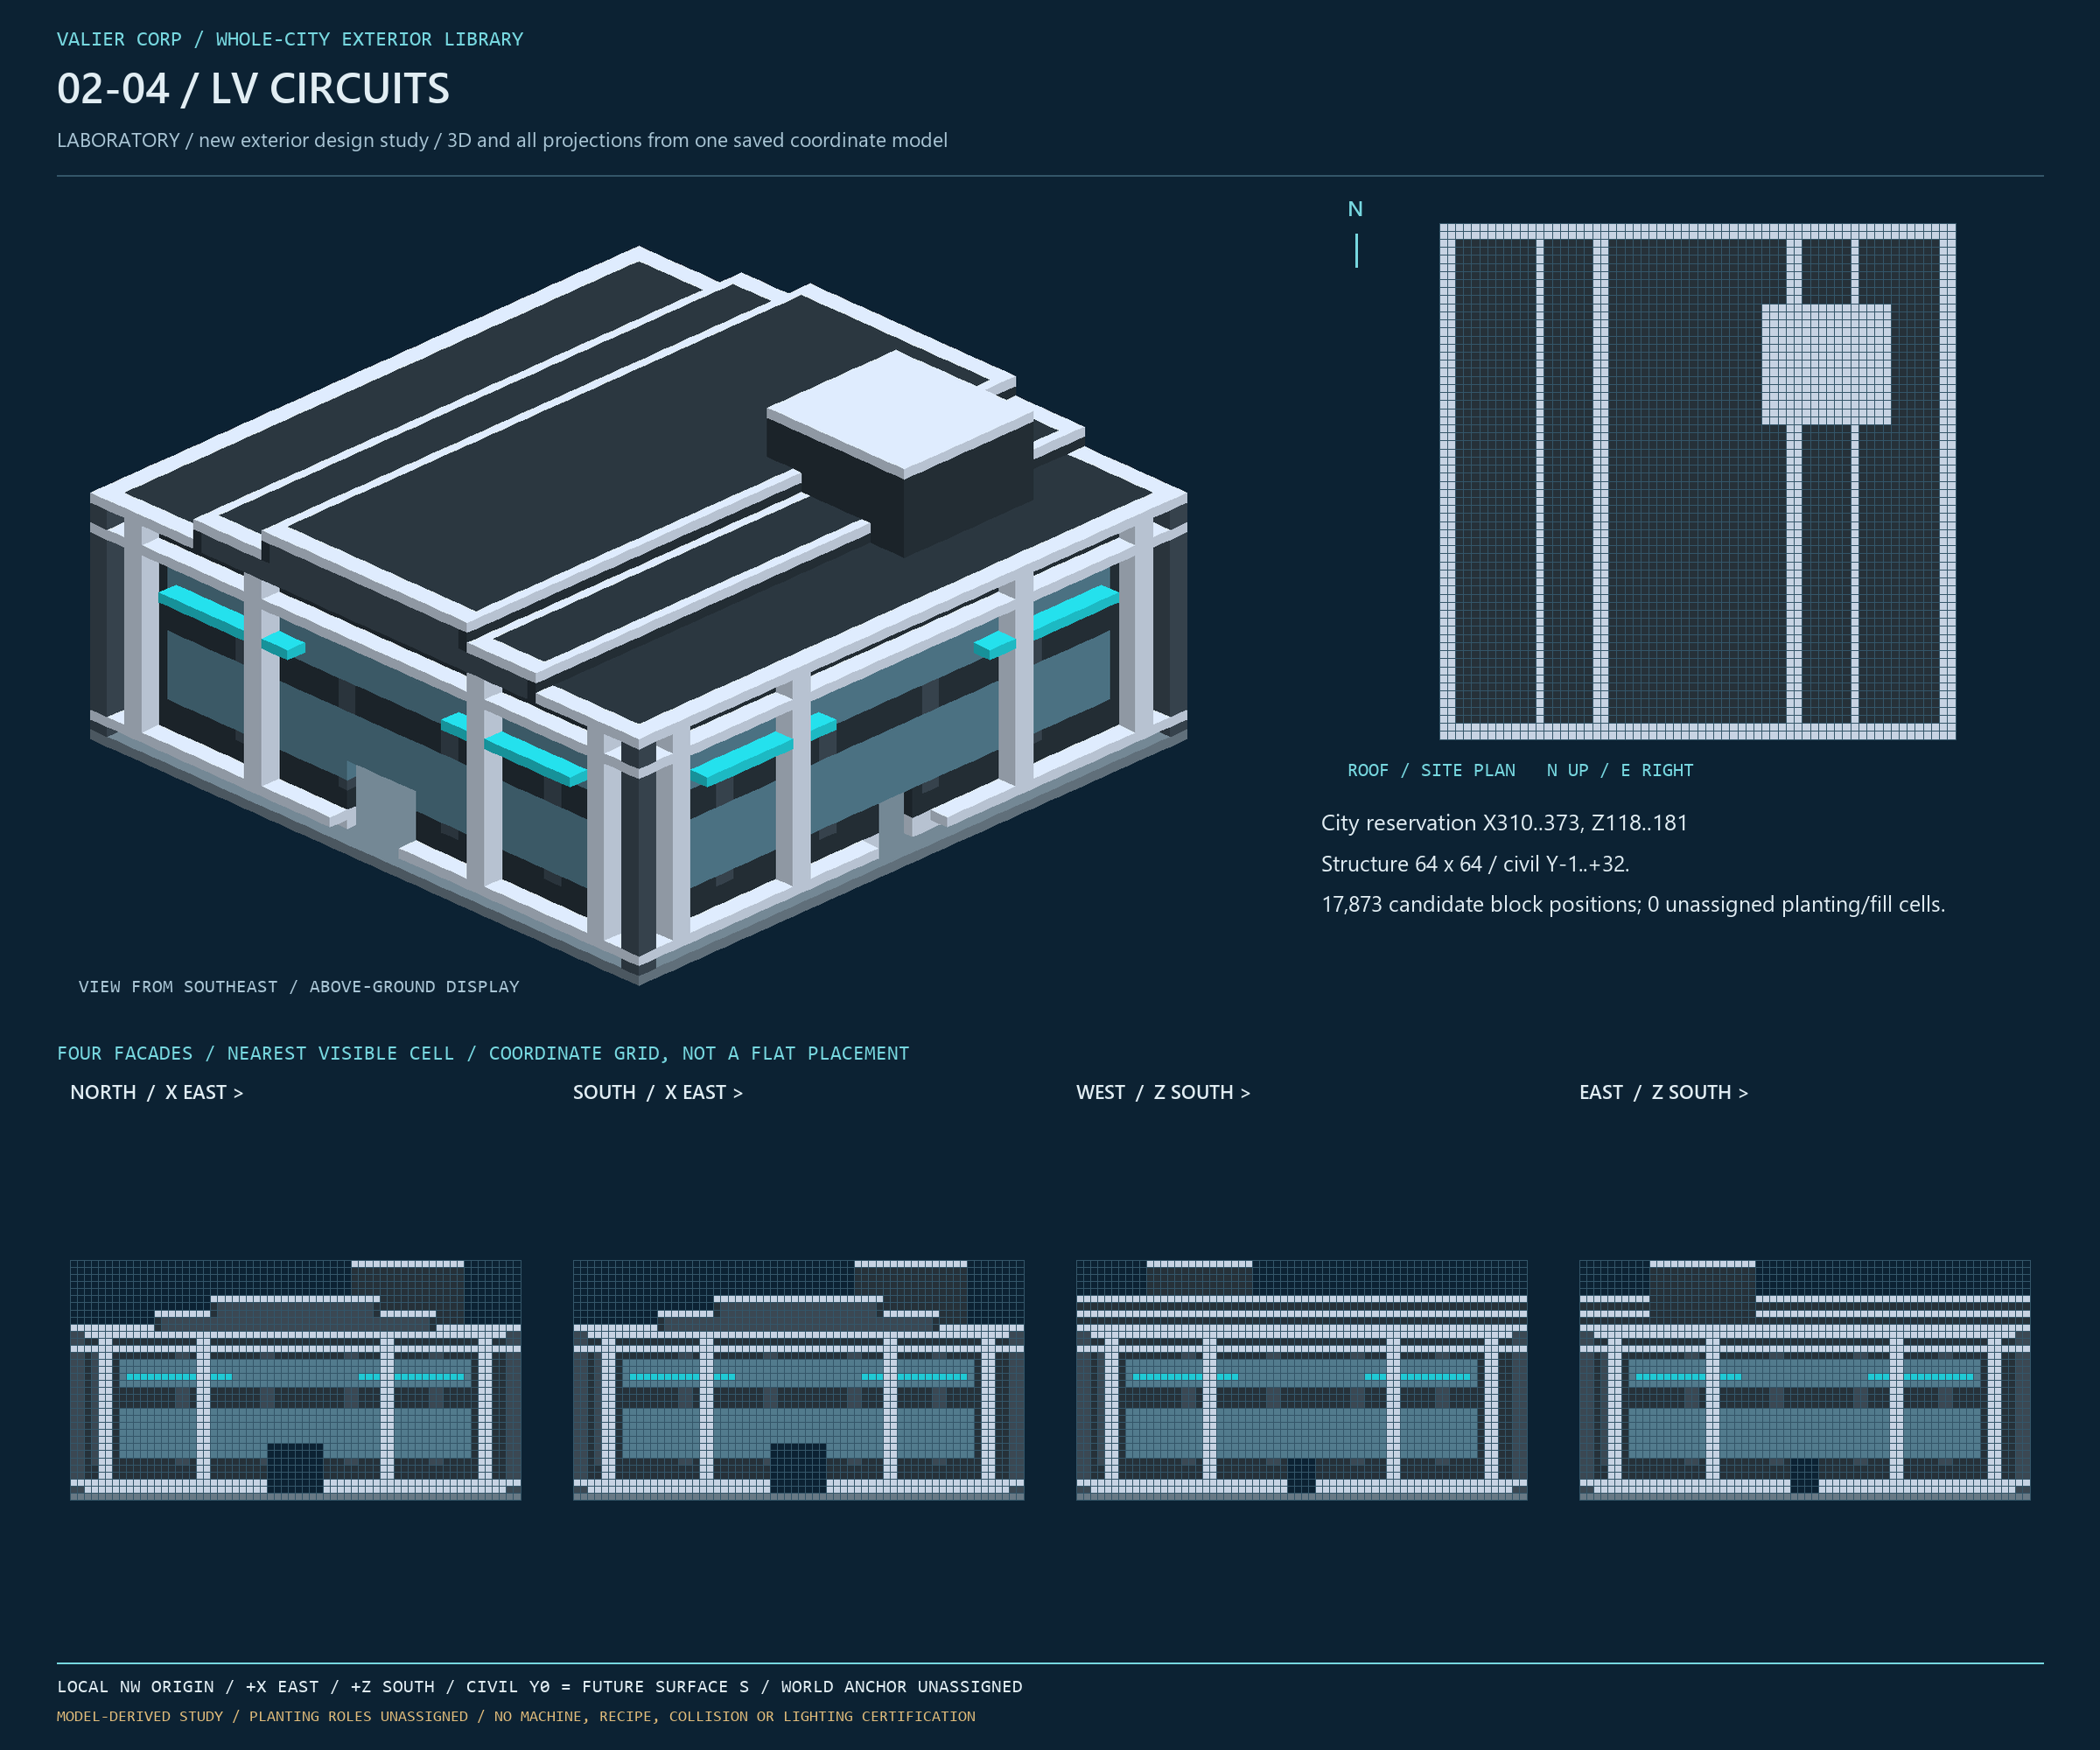 VALIER CORP / WHOLE-CITY EXTERIOR LIBRARY
02-04 / LV CIRCUITS
LABORATORY / new exterior design study / 3D and all projections from one saved coordinate model
N
ROOF / SITE PLAN   N UP / E RIGHT
City reservation X310..373, Z118..181
Structure 64 x 64 / civil Y-1..+32.
17,873 candidate block positions; 0 unassigned planting/fill cells.
VIEW FROM SOUTHEAST / ABOVE-GROUND DISPLAY
FOUR FACADES / NEAREST VISIBLE CELL / COORDINATE GRID, NOT A FLAT PLACEMENT
NORTH / X EAST >
SOUTH / X EAST >
WEST / Z SOUTH >
EAST / Z SOUTH >
LOCAL NW ORIGIN / +X EAST / +Z SOUTH / CIVIL Y0 = FUTURE SURFACE S / WORLD ANCHOR UNASSIGNED
MODEL-DERIVED STUDY / PLANTING ROLES UNASSIGNED / NO MACHINE, RECIPE, COLLISION OR LIGHTING CERTIFICATION